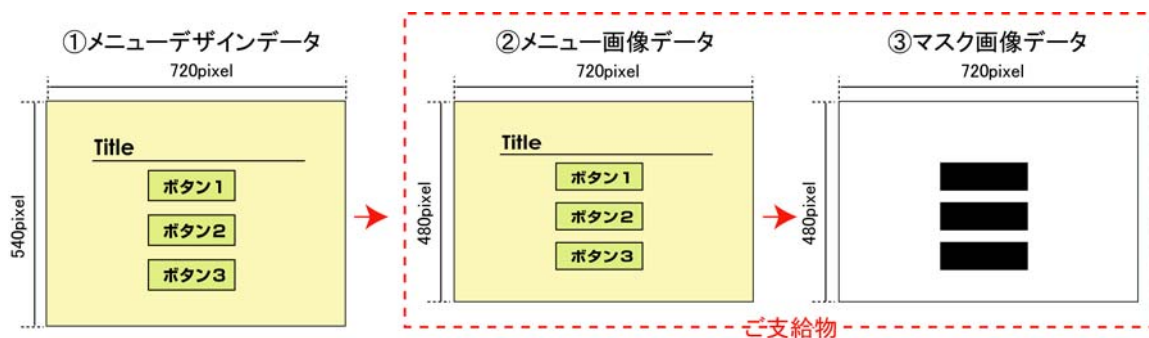 ①メニューデザインデータ
720pixel
540pixel
Title
ボタン1
ボタン2
ボタン3
②メニュー画像データ
720pixel
480pixel
Title
ボタン1
ボタン2
ボタン3
③マスク画像データ
720pixel
480pixel
ご支給物